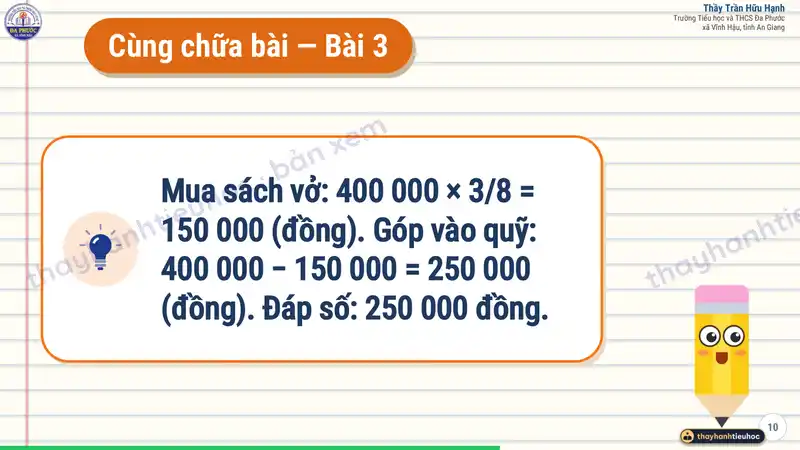 Thầy Trần Hữu Hạnh
Trường Tiểu học và THCS Đa Phước
xã Vĩnh Hậu, tỉnh An Giang
ĐA PHƯỚC
Cùng chữa bài – Bài 3
Mua sách vở: 400 000 × 3/8 =
150 000 (đồng). Góp vào quỹ:
400 000 − 150 000 = 250 000
(đồng). Đáp số: 250 000 đồng.
thayhanhtieuhoc
10